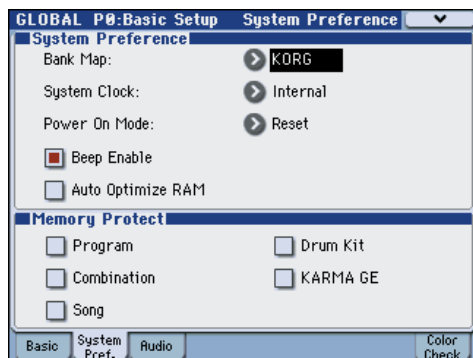 GLOBAL P0:Basic Setup System Preference
System Preference
Bank Map: KORG
System Clock: Internal
Power On Mode: Reset
Beep Enable
Auto Optimize RAM
Memory Protect
Program Drum Kit
Combination KARMA GE
Song
Basic System Pref. Audio Color Check